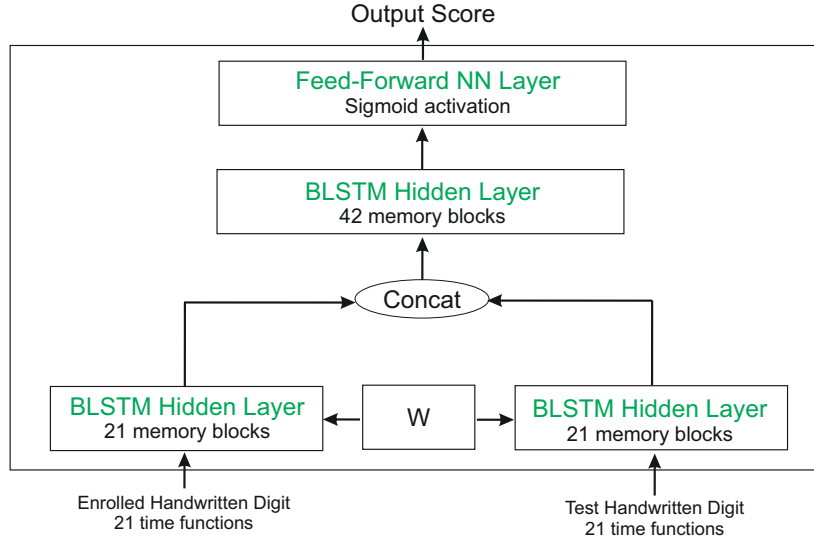 Output Score
Feed-Forward NN Layer
Sigmoid activation
BLSTM Hidden Layer
42 memory blocks
Concat
BLSTM Hidden Layer
21 memory blocks
W
BLSTM Hidden Layer
21 memory blocks
Enrolled Handwritten Digit
21 time functions
Test Handwritten Digit
21 time functions